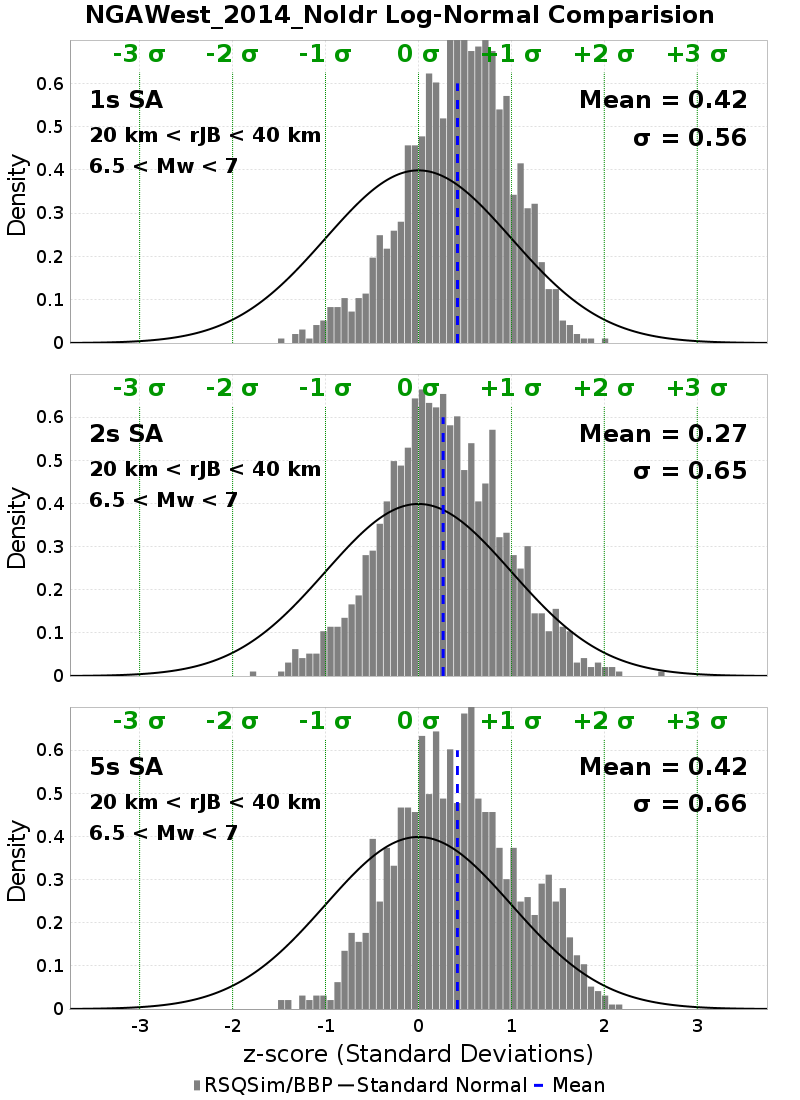 NGAWest_2014_NoIdr Log-Normal Comparision
-3 σ -2 σ -1 σ 0 σ +1 σ +2 σ +3 σ
1s SA
20 km < rJB < 40 km
6.5 < Mw < 7
Mean = 0.42
σ = 0.56
0.6
0.5
0.4
0.3
0.2
0.1
0
Density
-3 σ -2 σ -1 σ 0 σ +1 σ +2 σ +3 σ
2s SA
20 km < rJB < 40 km
6.5 < Mw < 7
Mean = 0.27
σ = 0.65
0.6
0.5
0.4
0.3
0.2
0.1
0
Density
-3 σ -2 σ -1 σ 0 σ +1 σ +2 σ +3 σ
5s SA
20 km < rJB < 40 km
6.5 < Mw < 7
Mean = 0.42
σ = 0.66
0.6
0.5
0.4
0.3
0.2
0.1
0
Density
-3 -2 -1 0 1 2 3
z-score (Standard Deviations)
RSQSim/BBP Standard Normal Mean